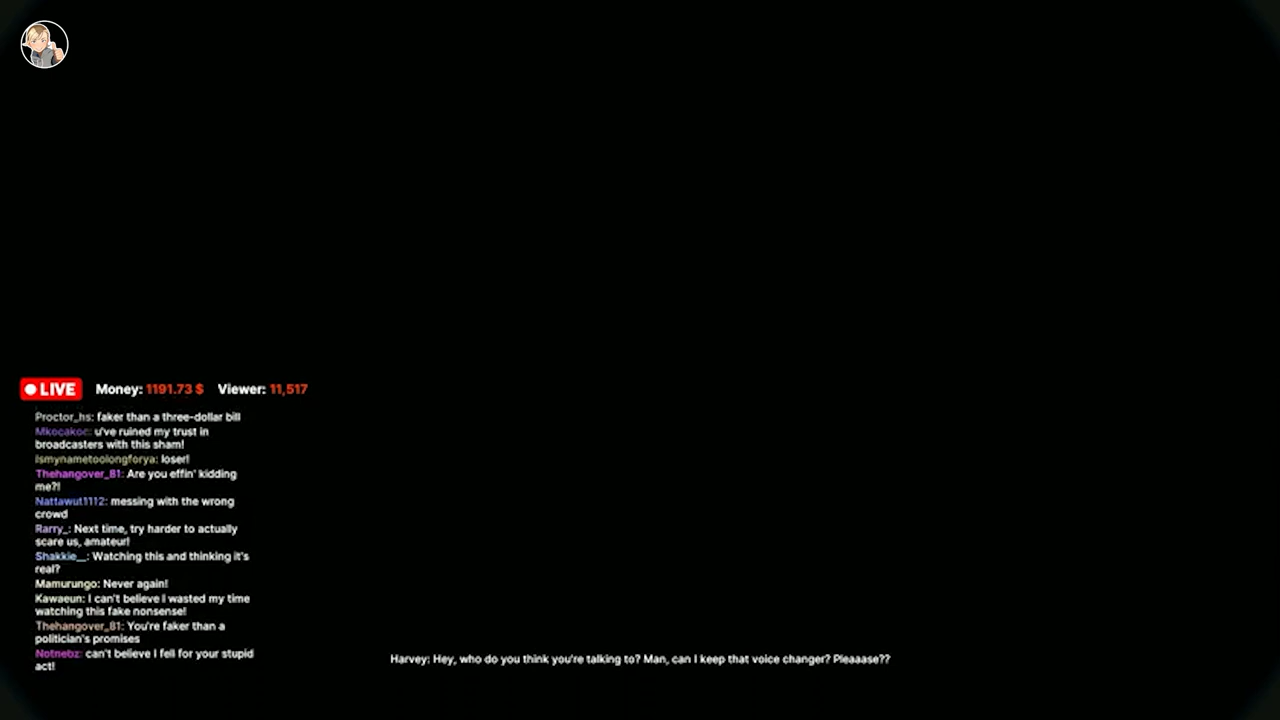 LIVE Money: 1191.73 $ Viewer: 11,517
Proctor_hs: faker than a three-dollar bill
Mkocakoc: u've ruined my trust in
broadcasters with this sham!
Ismynametoolongforya: loser!
Thehangover_81: Are you effin' kidding
me?!
Nattawut1112: messing with the wrong
crowd
Rarry_: Next time, try harder to actually
scare us, amateur!
Shakkie__: Watching this and thinking it's
real?
Mamurungo: Never again!
Kawaeun: I can't believe I wasted my time
watching this fake nonsense!
Thehangover_81: You're faker than a
politician's promises
Notnebz: can't believe I fell for your stupid
act!
Harvey: Hey, who do you think you're talking to? Man, can I keep that voice changer? Pleaaase??